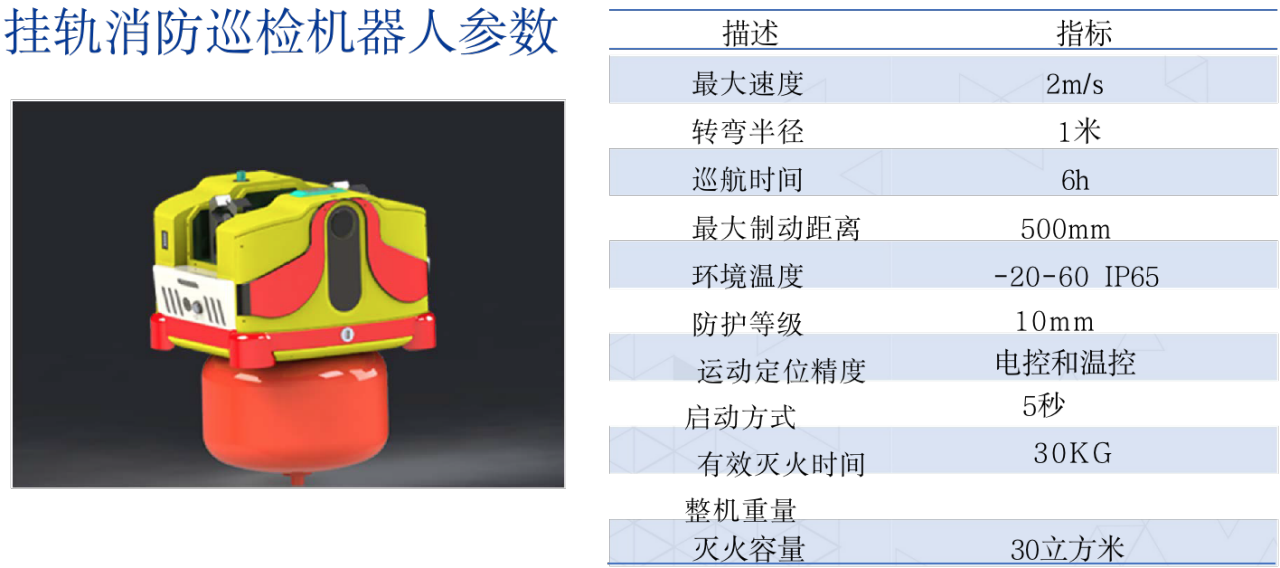 挂轨消防巡检机器人参数
描述 指标
最大速度 2m/s
转弯半径 1米
巡航时间 6h
最大制动距离 500mm
环境温度 -20-60 IP65
防护等级 10mm
运动定位精度 电控和温控
启动方式 5秒
有效灭火时间 30KG
整机重量
灭火容量 30立方米